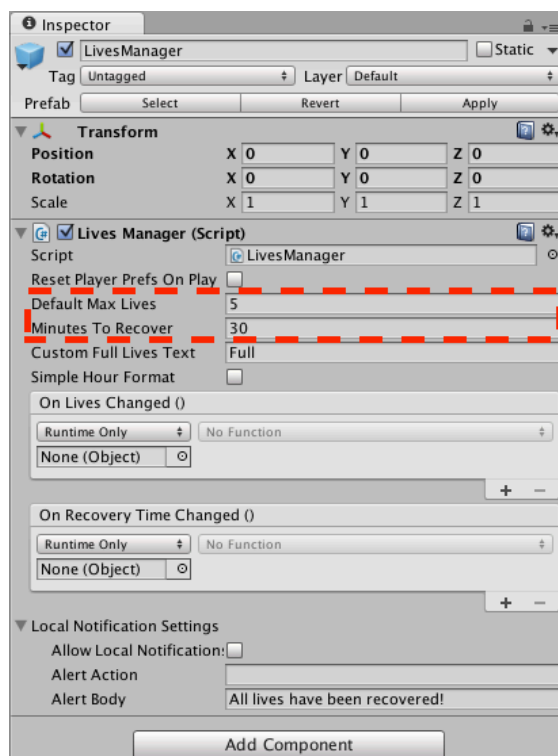 Inspector
LivesManager Static
Tag Untagged Layer Default
Prefab Select Revert Apply
Transform
Position X 0 Y 0 Z 0
Rotation X 0 Y 0 Z 0
Scale X 1 Y 1 Z 1
Lives Manager (Script)
Script LivesManager
Reset Player Prefs On Play
Default Max Lives 5
Minutes To Recover 30
Custom Full Lives Text Full
Simple Hour Format
On Lives Changed ()
Runtime Only No Function
None (Object)
+ −
On Recovery Time Changed ()
Runtime Only No Function
None (Object)
+ −
Local Notification Settings
Allow Local Notification:
Alert Action
Alert Body All lives have been recovered!
Add Component